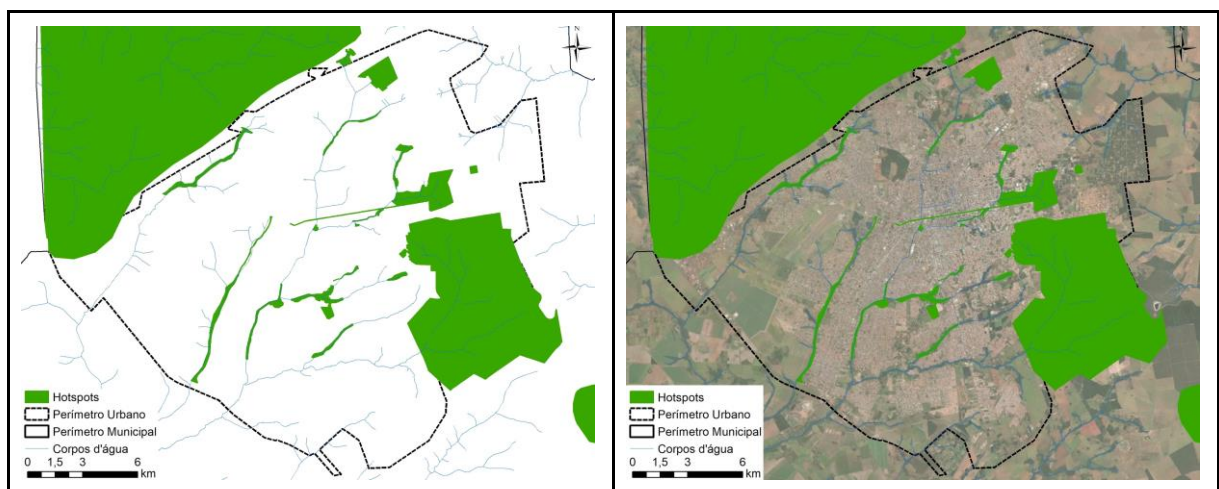 N
Hotspots
Perímetro Urbano
Perímetro Municipal
Corpos d'água
0 1,5 3 6
km
N
Hotspots
Perímetro Urbano
Perímetro Municipal
Corpos d'água
0 1,5 3 6
km